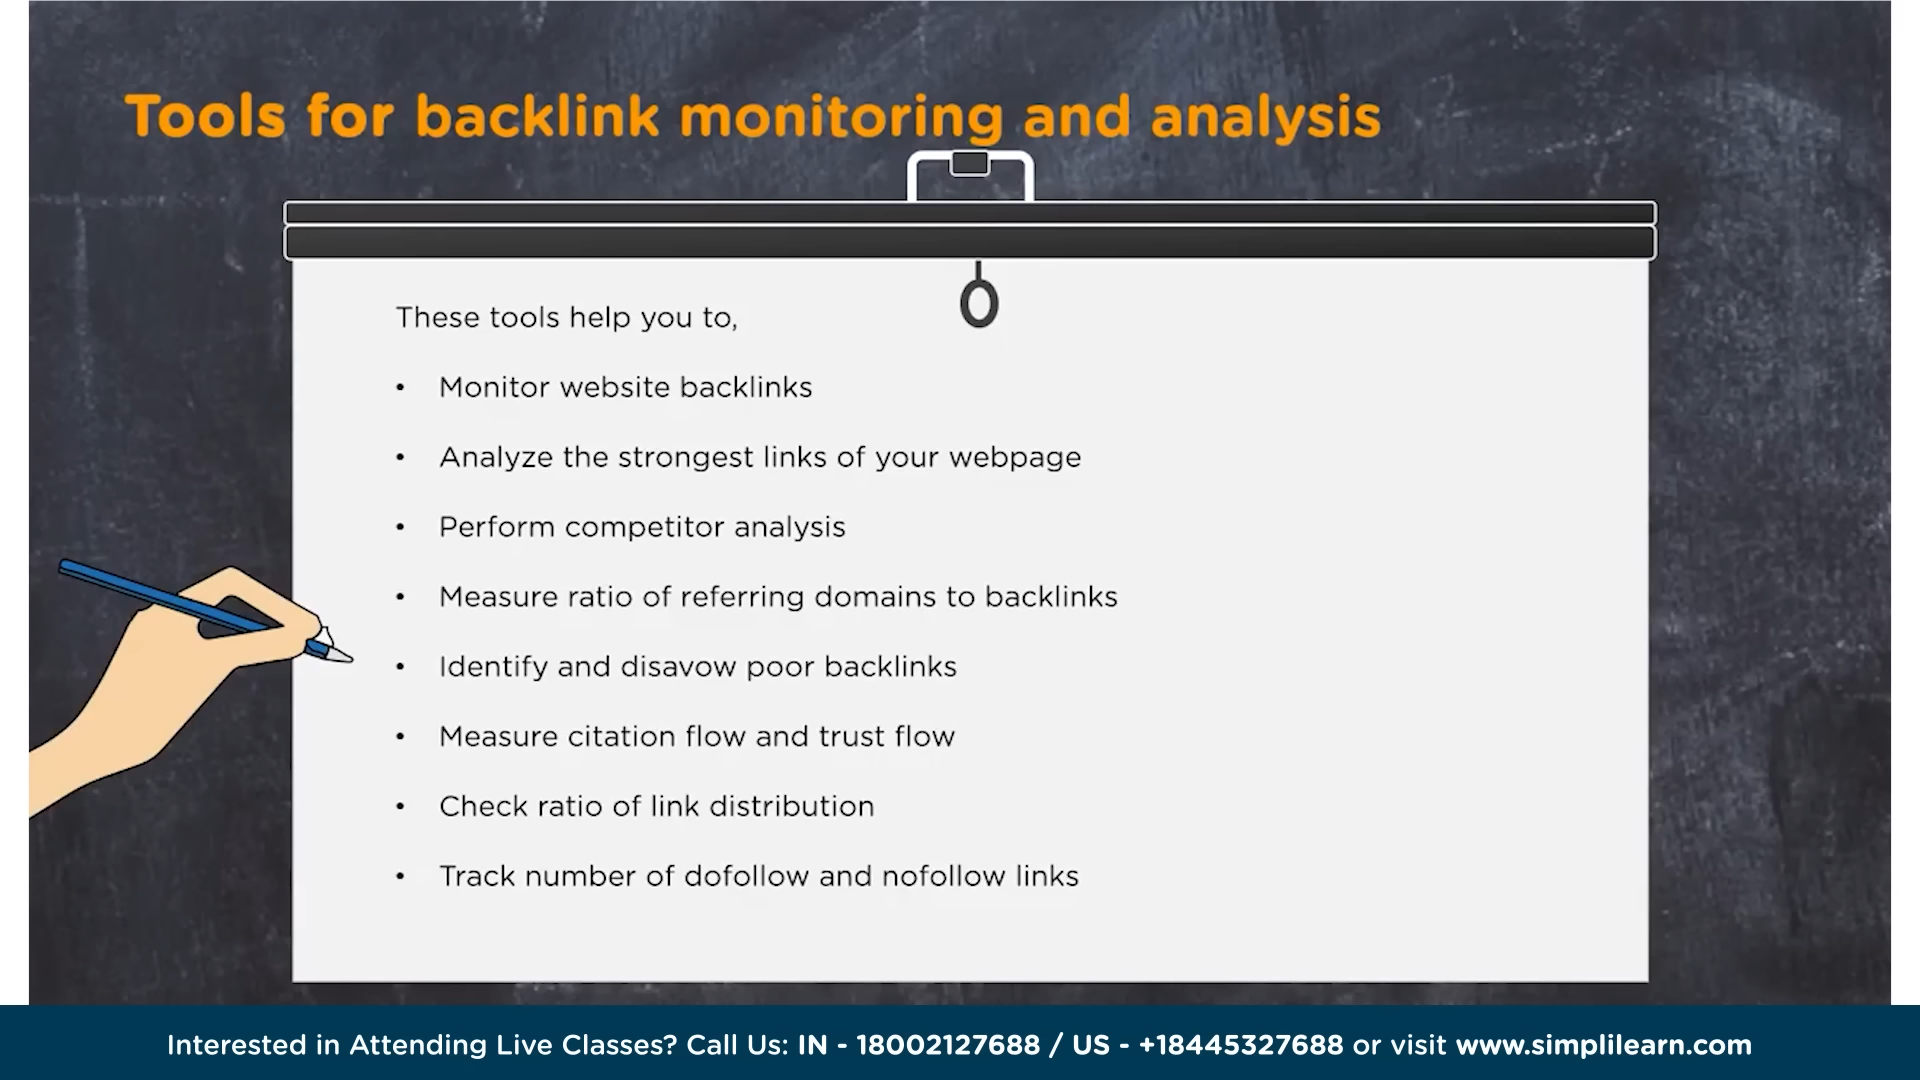 Tools for backlink monitoring and analysis
These tools help you to,
• Monitor website backlinks
• Analyze the strongest links of your webpage
• Perform competitor analysis
• Measure ratio of referring domains to backlinks
• Identify and disavow poor backlinks
• Measure citation flow and trust flow
• Check ratio of link distribution
• Track number of dofollow and nofollow links
Interested in Attending Live Classes? Call Us: IN - 18002127688 / US - +18445327688 or visit www.simplilearn.com